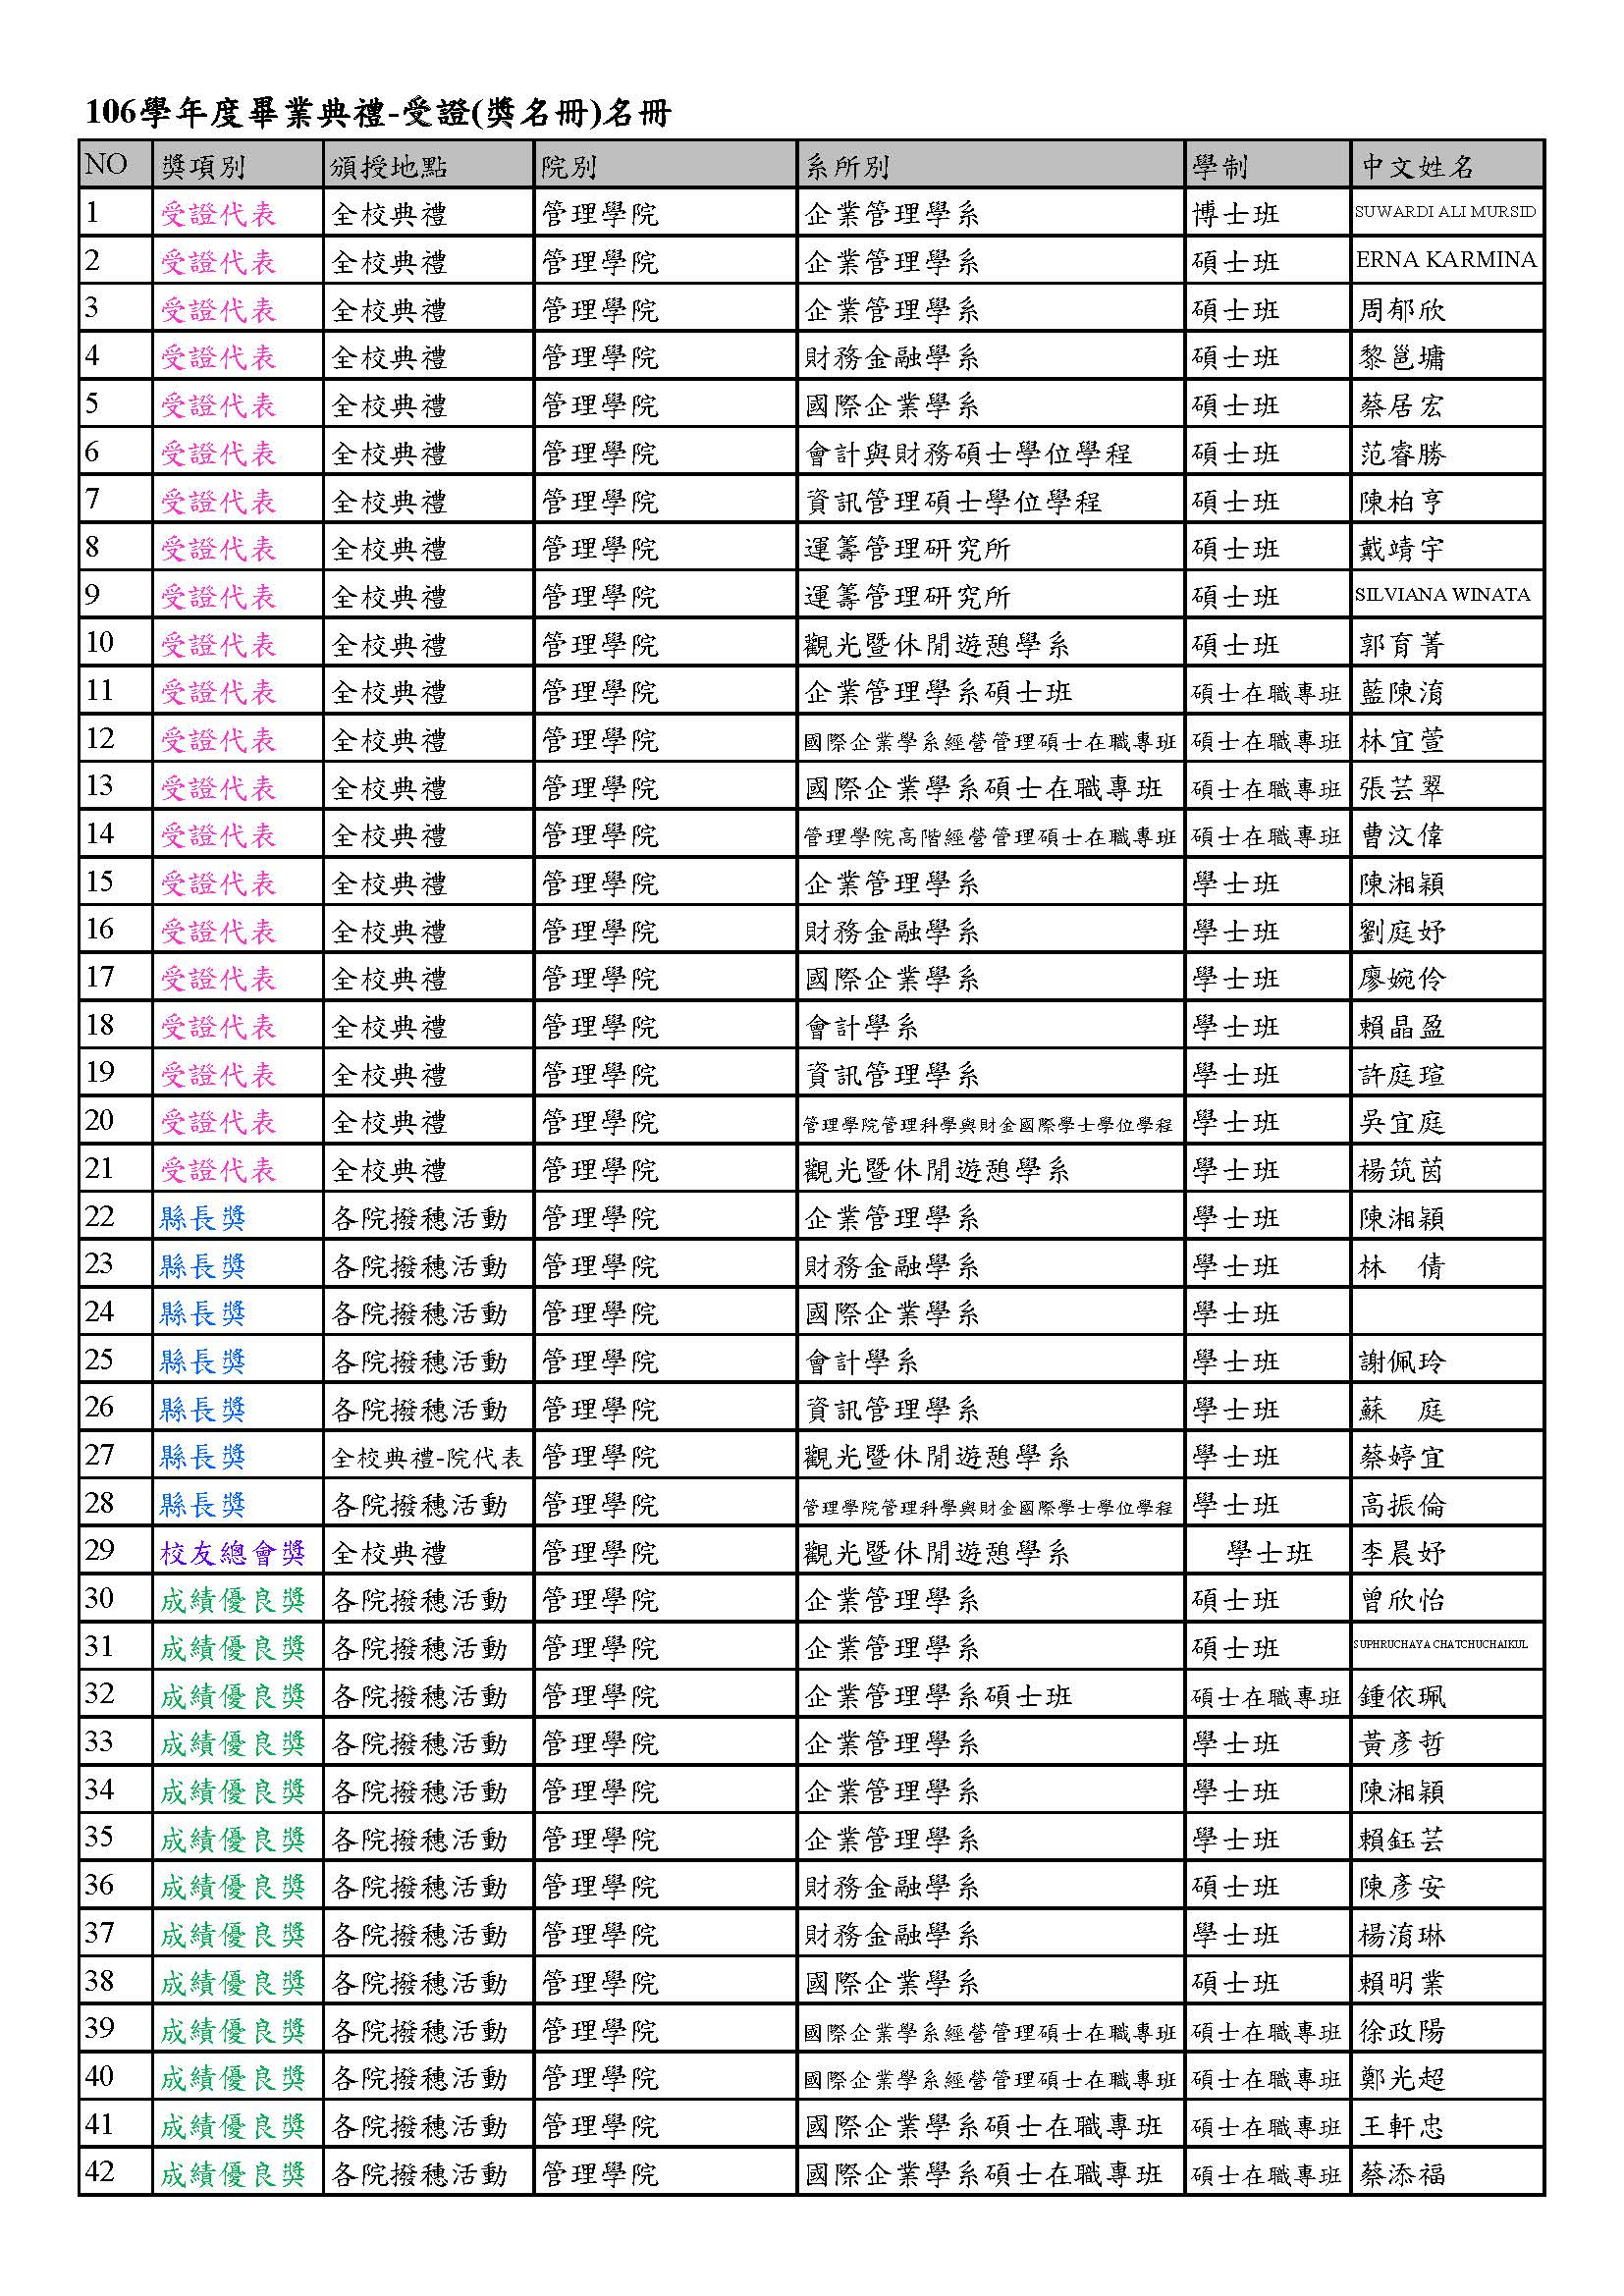 106學年度畢業典禮-受證(獎名冊)名冊
NO 獎項別 頒授地點 院別 系所別 學制 中文姓名
1 受證代表 全校典禮 管理學院 企業管理學系 博士班 SUWARDI ALI MURSID
2 受證代表 全校典禮 管理學院 企業管理學系 碩士班 ERNA KARMINA
3 受證代表 全校典禮 管理學院 企業管理學系 碩士班 周郁欣
4 受證代表 全校典禮 管理學院 財務金融學系 碩士班 黎邕墉
5 受證代表 全校典禮 管理學院 國際企業學系 碩士班 蔡居宏
6 受證代表 全校典禮 管理學院 會計與財務碩士學位學程 碩士班 范睿勝
7 受證代表 全校典禮 管理學院 資訊管理碩士學位學程 碩士班 陳柏亨
8 受證代表 全校典禮 管理學院 運籌管理研究所 碩士班 戴靖宇
9 受證代表 全校典禮 管理學院 運籌管理研究所 碩士班 SILVIANA WINATA
10 受證代表 全校典禮 管理學院 觀光暨休閒遊憩學系 碩士班 郭育菁
11 受證代表 全校典禮 管理學院 企業管理學系碩士班 碩士在職專班 藍陳淯
12 受證代表 全校典禮 管理學院 國際企業學系經營管理碩士在職專班 碩士在職專班 林宜萱
13 受證代表 全校典禮 管理學院 國際企業學系碩士在職專班 碩士在職專班 張芸翠
14 受證代表 全校典禮 管理學院 管理學院高階經營管理碩士在職專班 碩士在職專班 曹汶偉
15 受證代表 全校典禮 管理學院 企業管理學系 學士班 陳湘穎
16 受證代表 全校典禮 管理學院 財務金融學系 學士班 劉庭妤
17 受證代表 全校典禮 管理學院 國際企業學系 學士班 廖婉伶
18 受證代表 全校典禮 管理學院 會計學系 學士班 賴晶盈
19 受證代表 全校典禮 管理學院 資訊管理學系 學士班 許庭瑄
20 受證代表 全校典禮 管理學院 管理學院管理科學與財金國際學士學位學程 學士班 吳宜庭
21 受證代表 全校典禮 管理學院 觀光暨休閒遊憩學系 學士班 楊筑茵
22 縣長獎 各院撥穗活動 管理學院 企業管理學系 學士班 陳湘穎
23 縣長獎 各院撥穗活動 管理學院 財務金融學系 學士班 林　倩
24 縣長獎 各院撥穗活動 管理學院 國際企業學系 學士班
25 縣長獎 各院撥穗活動 管理學院 會計學系 學士班 謝佩玲
26 縣長獎 各院撥穗活動 管理學院 資訊管理學系 學士班 蘇　庭
27 縣長獎 全校典禮-院代表 管理學院 觀光暨休閒遊憩學系 學士班 蔡婷宜
28 縣長獎 各院撥穗活動 管理學院 管理學院管理科學與財金國際學士學位學程 學士班 高振倫
29 校友總會獎 全校典禮 管理學院 觀光暨休閒遊憩學系 學士班 李晨妤
30 成績優良獎 各院撥穗活動 管理學院 企業管理學系 碩士班 曾欣怡
31 成績優良獎 各院撥穗活動 管理學院 企業管理學系 碩士班 SUPHRUCHAYA CHATCHUCHAIKUL
32 成績優良獎 各院撥穗活動 管理學院 企業管理學系碩士班 碩士在職專班 鍾依珮
33 成績優良獎 各院撥穗活動 管理學院 企業管理學系 學士班 黃彥哲
34 成績優良獎 各院撥穗活動 管理學院 企業管理學系 學士班 陳湘穎
35 成績優良獎 各院撥穗活動 管理學院 企業管理學系 學士班 賴鈺芸
36 成績優良獎 各院撥穗活動 管理學院 財務金融學系 碩士班 陳彥安
37 成績優良獎 各院撥穗活動 管理學院 財務金融學系 學士班 楊淯琳
38 成績優良獎 各院撥穗活動 管理學院 國際企業學系 碩士班 賴明業
39 成績優良獎 各院撥穗活動 管理學院 國際企業學系經營管理碩士在職專班 碩士在職專班 徐政陽
40 成績優良獎 各院撥穗活動 管理學院 國際企業學系經營管理碩士在職專班 碩士在職專班 鄭光超
41 成績優良獎 各院撥穗活動 管理學院 國際企業學系碩士在職專班 碩士在職專班 王軒忠
42 成績優良獎 各院撥穗活動 管理學院 國際企業學系碩士在職專班 碩士在職專班 蔡添福